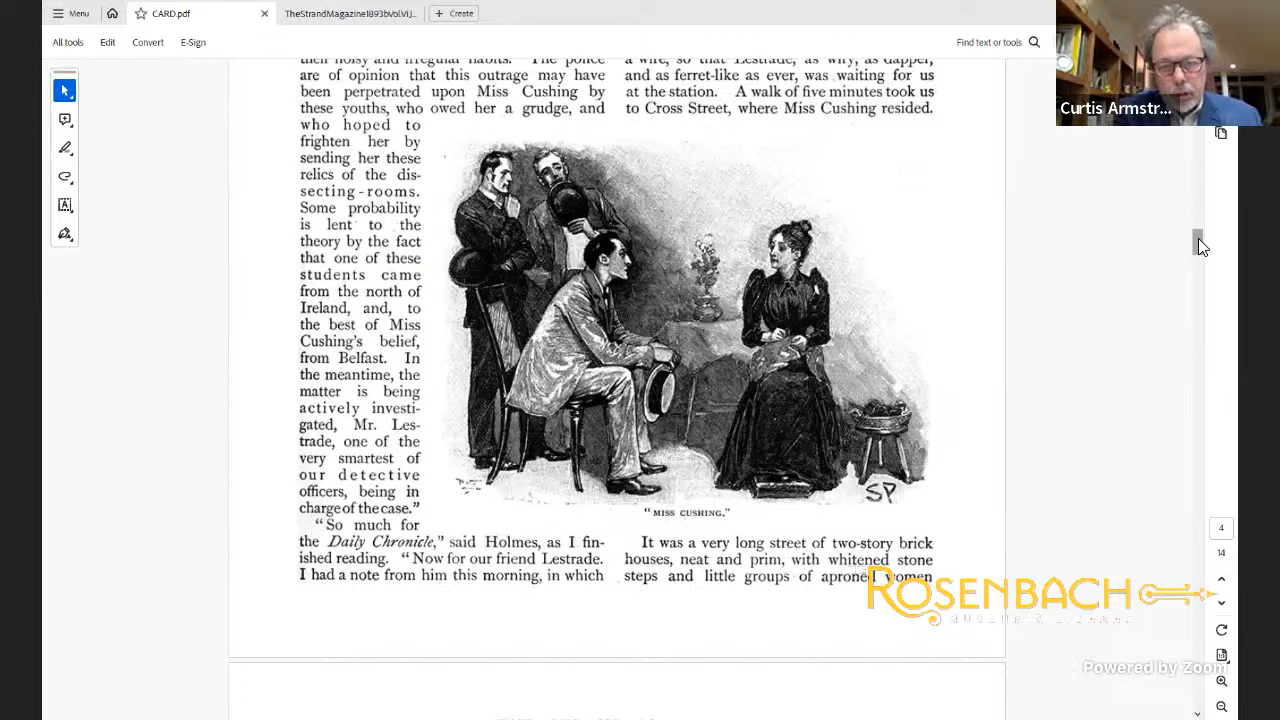 Menu
CARD.pdf
TheStrandMagazine1893bVol.ViJ...
Create
All tools
Edit
Convert
E-Sign
Find text or tools
Curtis Armstr...
their noisy and irregular habits. The police
are of opinion that this outrage may have
been perpetrated upon Miss Cushing by
these youths, who owed her a grudge, and
who hoped to
frighten her by
sending her these
relics of the dis-
secting-rooms.
Some probability
is lent to the
theory by the fact
that one of these
students came
from the north of
Ireland, and, to
the best of Miss
Cushing's belief,
from Belfast. In
the meantime, the
matter is being
actively investi-
gated, Mr. Les-
trade, one of the
very smartest of
our detective
officers, being in
charge of the case."
"So much for
the Daily Chronicle," said Holmes, as I fin-
ished reading. "Now for our friend Lestrade.
I had a note from him this morning, in which
a wire, so that Lestrade, as wiry, as dapper,
and as ferret-like as ever, was waiting for us
at the station. A walk of five minutes took us
to Cross Street, where Miss Cushing resided.
SP
"MISS CUSHING."
It was a very long street of two-story brick
houses, neat and prim, with whitened stone
steps and little groups of aproned women
4
14
ROSENBACH
Powered by Zoom